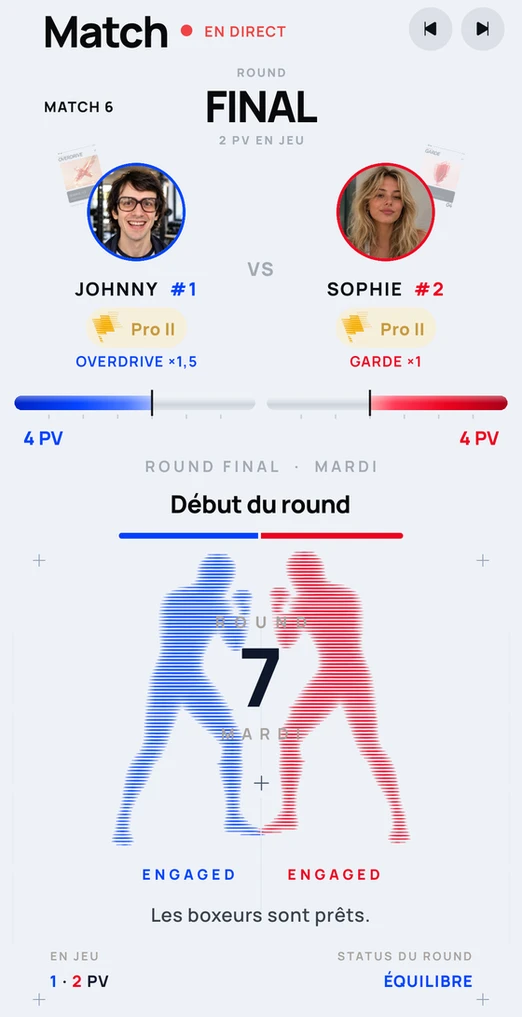 Match
EN DIRECT
ROUND
MATCH 6
FINAL
2 PV EN JEU
OVERDRIVE
GARDE
VS
JOHNNY #1
SOPHIE #2
Pro II
Pro II
OVERDRIVE ×1,5
GARDE ×1
4 PV
4 PV
ROUND FINAL · MARDI
Début du round
ROUND
7
MARDI
ENGAGED
ENGAGED
Les boxeurs sont prêts.
EN JEU
STATUS DU ROUND
1 · 2 PV
ÉQUILIBRE